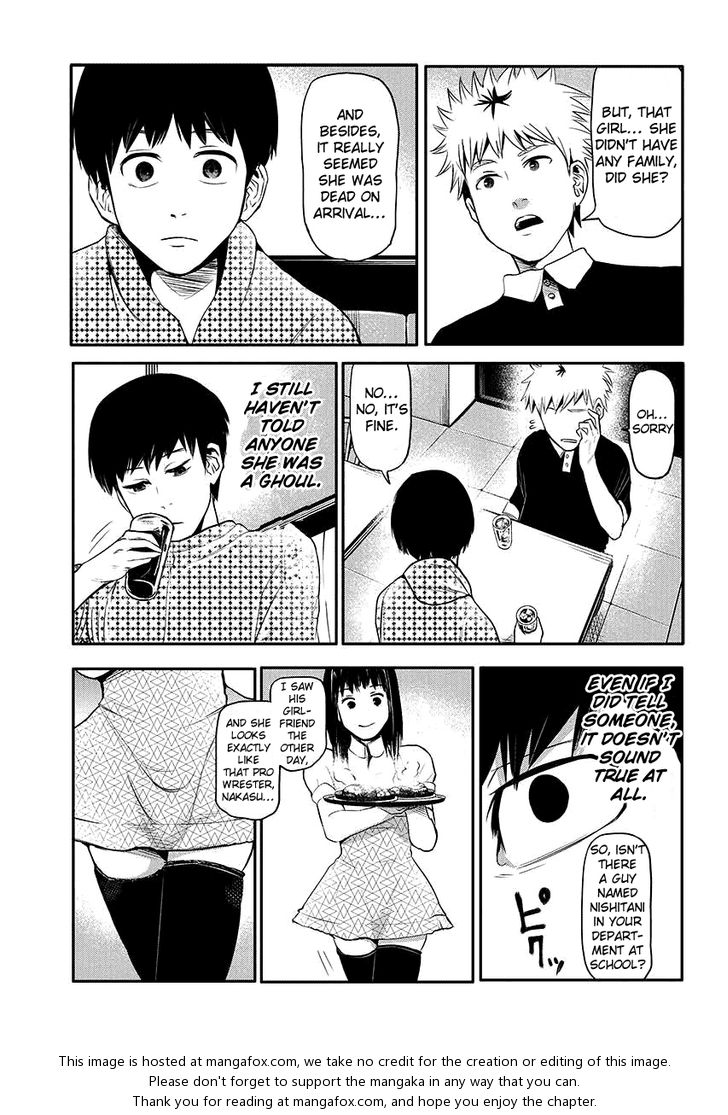 BUT, THAT
GIRL... SHE
DIDN'T HAVE
ANY FAMILY,
DID SHE?
AND
BESIDES,
IT REALLY
SEEMED
SHE WAS
DEAD ON
ARRIVAL...
OH...
SORRY
NO...
NO, IT'S
FINE.
I STILL
HAVEN'T
TOLD
ANYONE
SHE WAS
A GHOUL.
EVEN IF I
DID TELL
SOMEONE,
IT DOESN'T
SOUND
TRUE AT
ALL.
SO, ISN'T
THERE
A GUY
NAMED
NISHITANI
IN YOUR
DEPART-
MENT AT
SCHOOL?
ピクッ
I SAW
HIS
GIRL-
FRIEND
THE
OTHER
DAY,
AND SHE
LOOKS
EXACTLY
LIKE
THAT PRO
WRESTER,
NAKASU...
This image is hosted at mangafox.com, we take no credit for the creation or editing of this image.
Please don't forget to support the mangaka in any way that you can.
Thank you for reading at mangafox.com, and hope you enjoy the chapter.